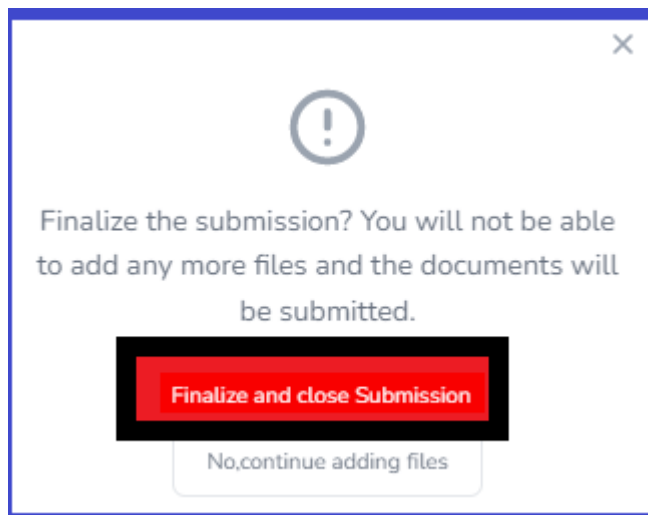 Finalize the submission? You will not be able
to add any more files and the documents will
be submitted.
Finalize and close Submission
No,continue adding files